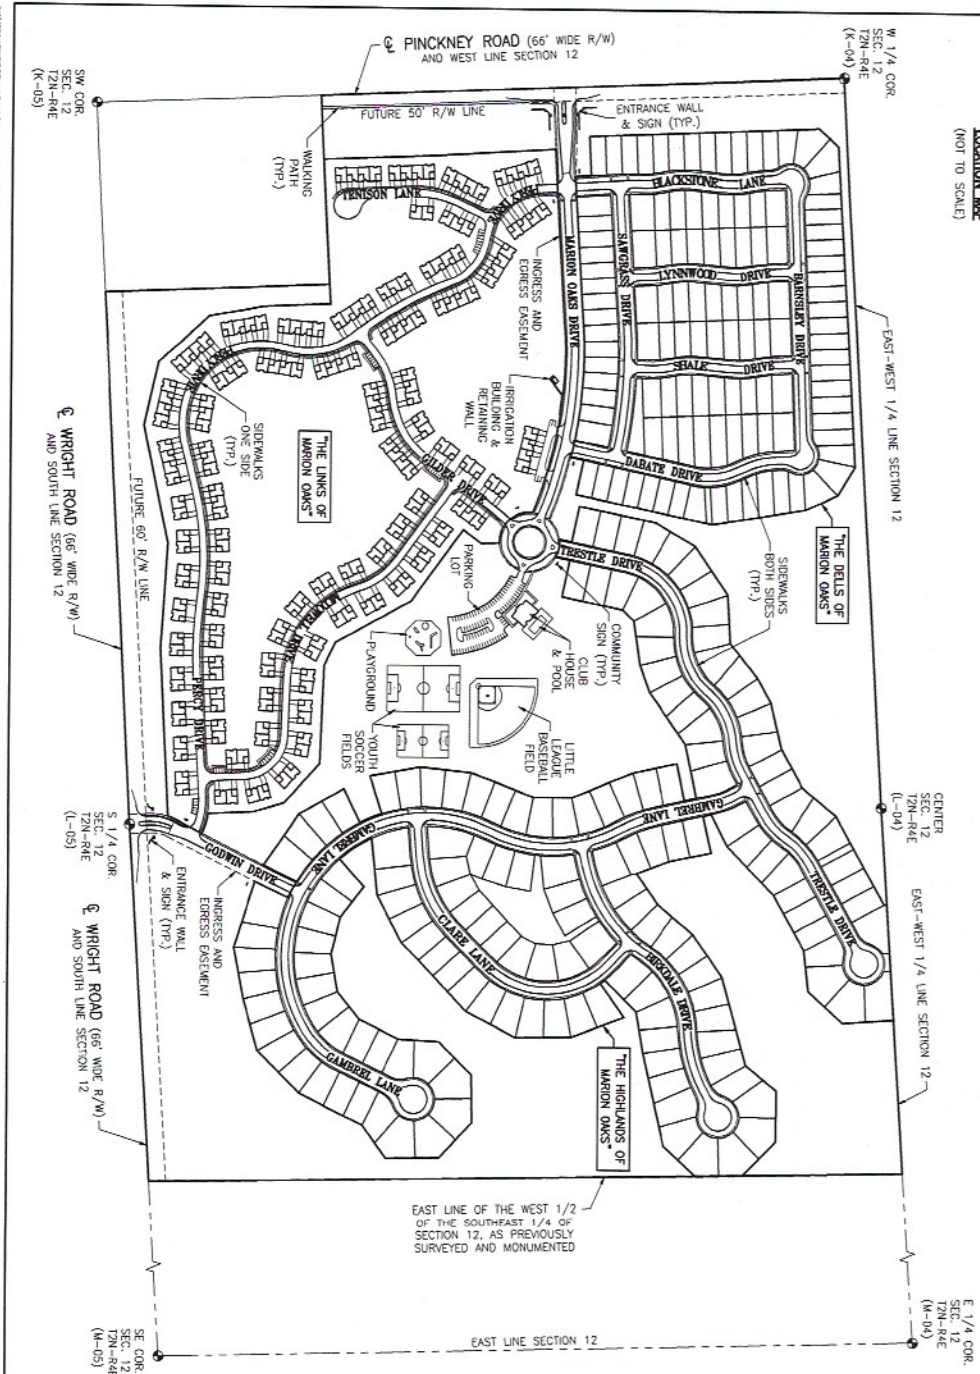 LOCATION MAP
(NOT TO SCALE)
℄ PINCKNEY ROAD (66' WIDE R/W)
AND WEST LINE SECTION 12
W 1/4 COR.
SEC. 12
T2N-R4E
(K-04)
SW COR.
SEC. 12
T2N-R4E
(K-05)
FUTURE 50' R/W LINE
ENTRANCE WALL
& SIGN (TYP.)
WALKING
PATH
(TYP.)
TENISON LANE
PERCY DRIVE
BLACKSTONE LANE
SAWGRASS DRIVE
LYNNWOOD DRIVE
BARNSLEY DRIVE
SHALE DRIVE
DABATE DRIVE
MARION OAKS DRIVE
INGRESS AND
EGRESS EASEMENT
IRRIGATION
BUILDING &
RETAINING
WALL
EAST-WEST 1/4 LINE SECTION 12
"THE DELLS OF
MARION OAKS"
SIDEWALKS
BOTH SIDES
(TYP.)
PERCY DRIVE
SIDEWALKS
ONE SIDE
(TYP.)
"THE LINKS OF
MARION OAKS"
GILDER DRIVE
℄ WRIGHT ROAD (66' WIDE R/W)
AND SOUTH LINE SECTION 12
FUTURE 60' R/W LINE
TRESTLE DRIVE
PARKING
LOT
COMMUNITY
SIGN (TYP.)
CLUB
HOUSE
& POOL
PLAYGROUND
YOUTH
SOCCER
FIELDS
LITTLE
LEAGUE
BASEBALL
FIELD
MAXWELL DRIVE
PERCY DRIVE
CENTER
SEC. 12
T2N-R4E
(L-04)
GAMBREL LANE
GAMBREL LANE
TRESTLE DRIVE
S 1/4 COR.
SEC. 12
T2N-R4E
(L-05)
GODWIN DRIVE
ENTRANCE WALL
& SIGN (TYP.)
INGRESS AND
EGRESS EASEMENT
℄ WRIGHT ROAD (66' WIDE R/W)
AND SOUTH LINE SECTION 12
CLARE LANE
BIRKDALE DRIVE
EAST-WEST 1/4 LINE SECTION 12
GAMBREL LANE
"THE HIGHLANDS OF
MARION OAKS"
EAST LINE OF THE WEST 1/2
OF THE SOUTHEAST 1/4 OF
SECTION 12, AS PREVIOUSLY
SURVEYED AND MONUMENTED
EAST LINE SECTION 12
E 1/4 COR.
SEC. 12
T2N-R4E
(M-04)
SE COR.
SEC. 12
T2N-R4E
(M-05)